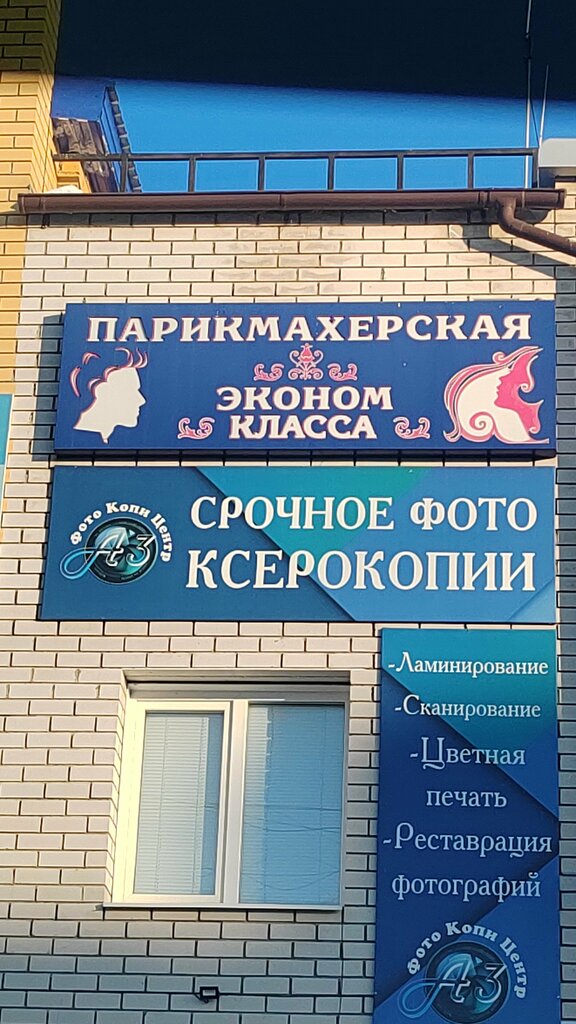 ПАРИКМАХЕРСКАЯ
ЭКОНОМ
КЛАССА
Фото Копи Центр
А3
СРОЧНОЕ ФОТО
КСЕРОКОПИИ
-Ламинирование
-Сканирование
-Цветная
печать
-Реставрация
фотографий
Фото Копи Центр
А3